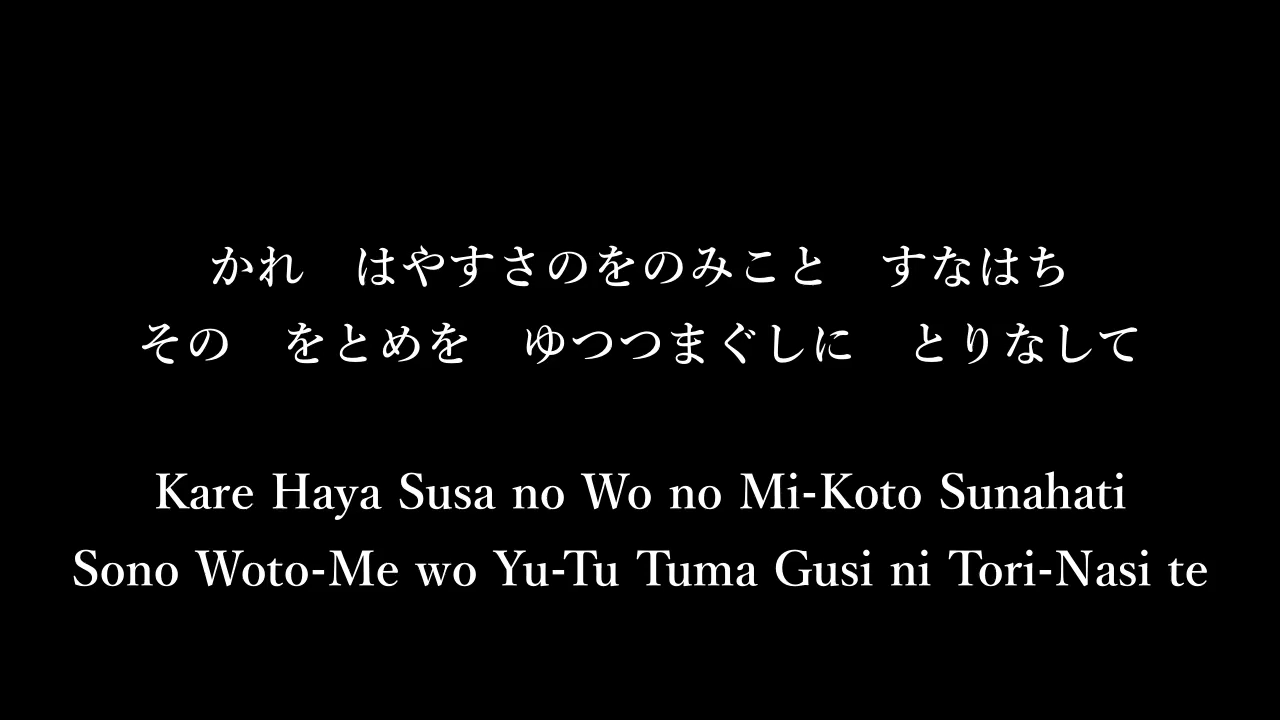 かれ　はやすさのをのみこと　すなはち
その　をとめを　ゆつつまぐしに　とりなして
Kare Haya Susa no Wo no Mi-Koto Sunahati
Sono Woto-Me wo Yu-Tu Tuma Gusi ni Tori-Nasi te